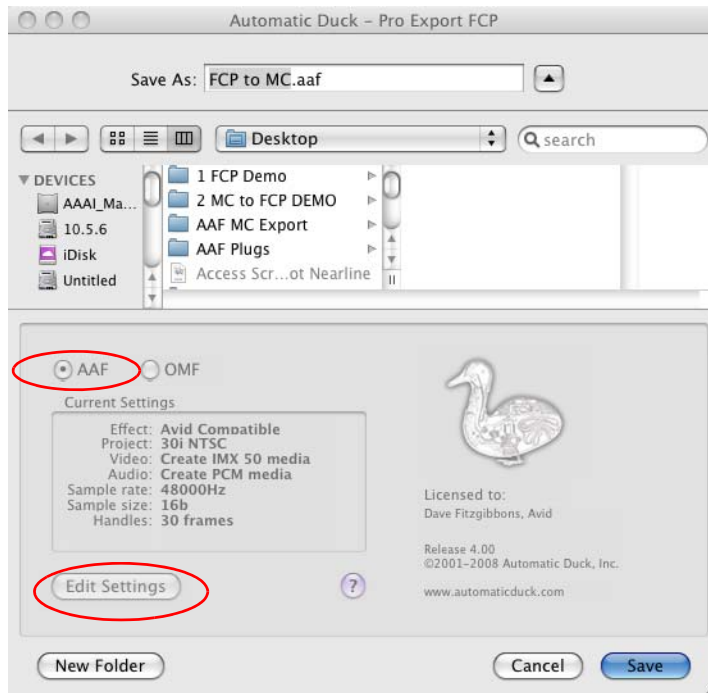 Automatic Duck - Pro Export FCP
Save As: FCP to MC.aaf
Desktop
search
DEVICES
AAAI_Ma...
10.5.6
iDisk
Untitled
1 FCP Demo
2 MC to FCP DEMO
AAF MC Export
AAF Plugs
Access Scr...ot Nearline
AAF OMF
Current Settings
Effect: Avid Compatible
Project: 30i NTSC
Video: Create IMX 50 media
Audio: Create PCM media
Sample rate: 48000Hz
Sample size: 16b
Handles: 30 frames
Edit Settings
?
Licensed to:
Dave Fitzgibbons, Avid
Release 4.00
©2001-2008 Automatic Duck, Inc.
www.automaticduck.com
New Folder
Cancel
Save